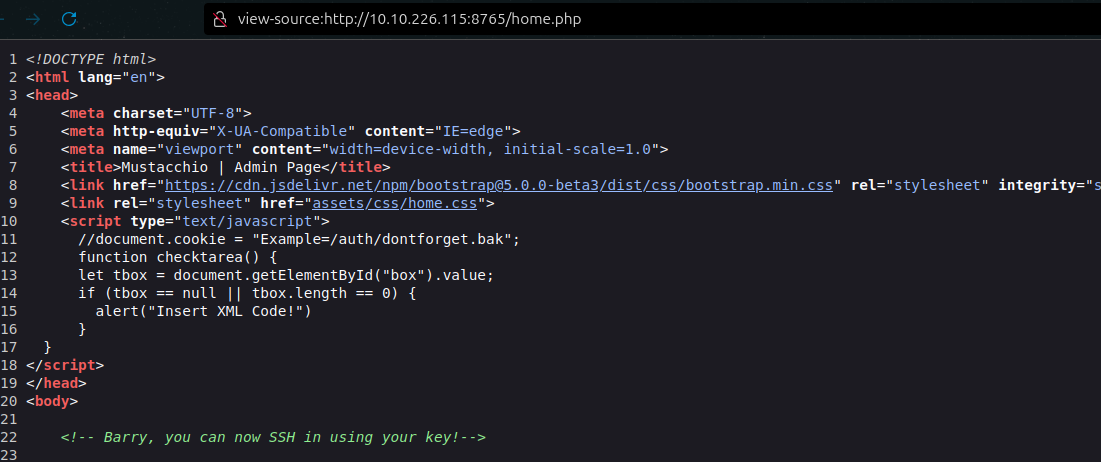 view-source:http://10.10.226.115:8765/home.php
1 <!DOCTYPE html>
2 <html lang="en">
3 <head>
4     <meta charset="UTF-8">
5     <meta http-equiv="X-UA-Compatible" content="IE=edge">
6     <meta name="viewport" content="width=device-width, initial-scale=1.0">
7     <title>Mustacchio | Admin Page</title>
8     <link href="https://cdn.jsdelivr.net/npm/bootstrap@5.0.0-beta3/dist/css/bootstrap.min.css" rel="stylesheet" integrity="s
9     <link rel="stylesheet" href="assets/css/home.css">
10     <script type="text/javascript">
11       //document.cookie = "Example=/auth/dontforget.bak";
12       function checktarea() {
13       let tbox = document.getElementById("box").value;
14       if (tbox == null || tbox.length == 0) {
15         alert("Insert XML Code!")
16       }
17   }
18 </script>
19 </head>
20 <body>
21
22     <!-- Barry, you can now SSH in using your key!-->
23